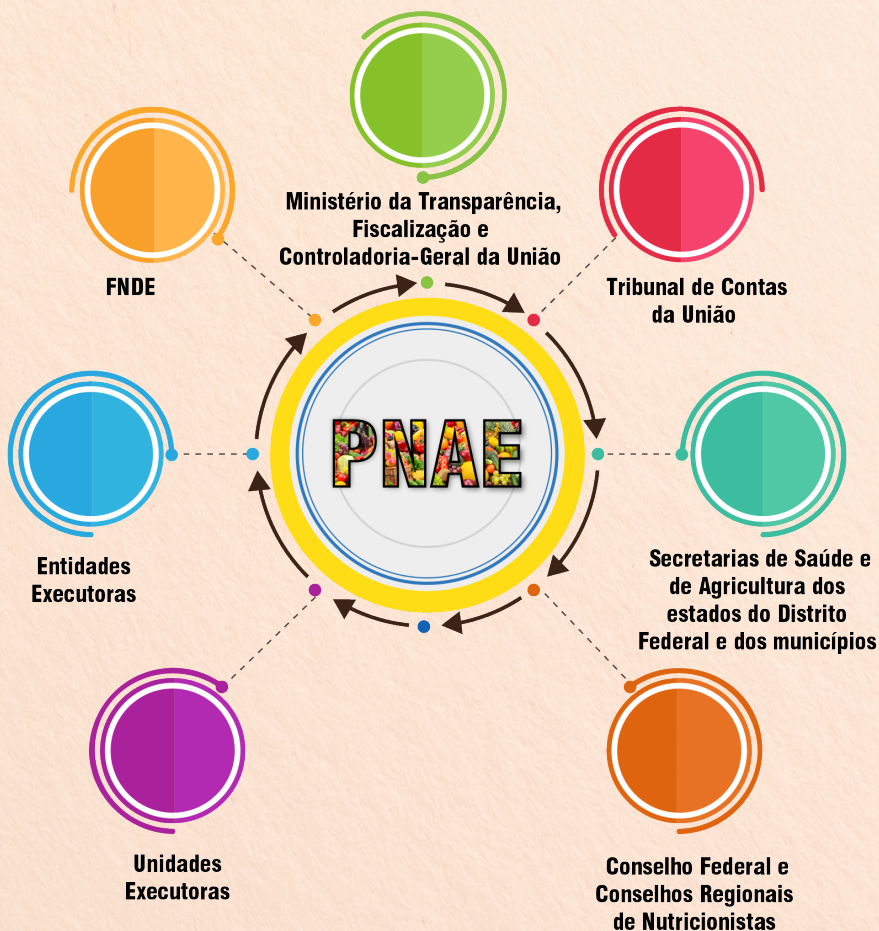 Ministério da Transparência,
Fiscalização e
Controladoria-Geral da União
FNDE
Tribunal de Contas
da União
PNAE
Entidades
Executoras
Secretarias de Saúde e
de Agricultura dos
estados do Distrito
Federal e dos municípios
Unidades
Executoras
Conselho Federal e
Conselhos Regionais
de Nutricionistas